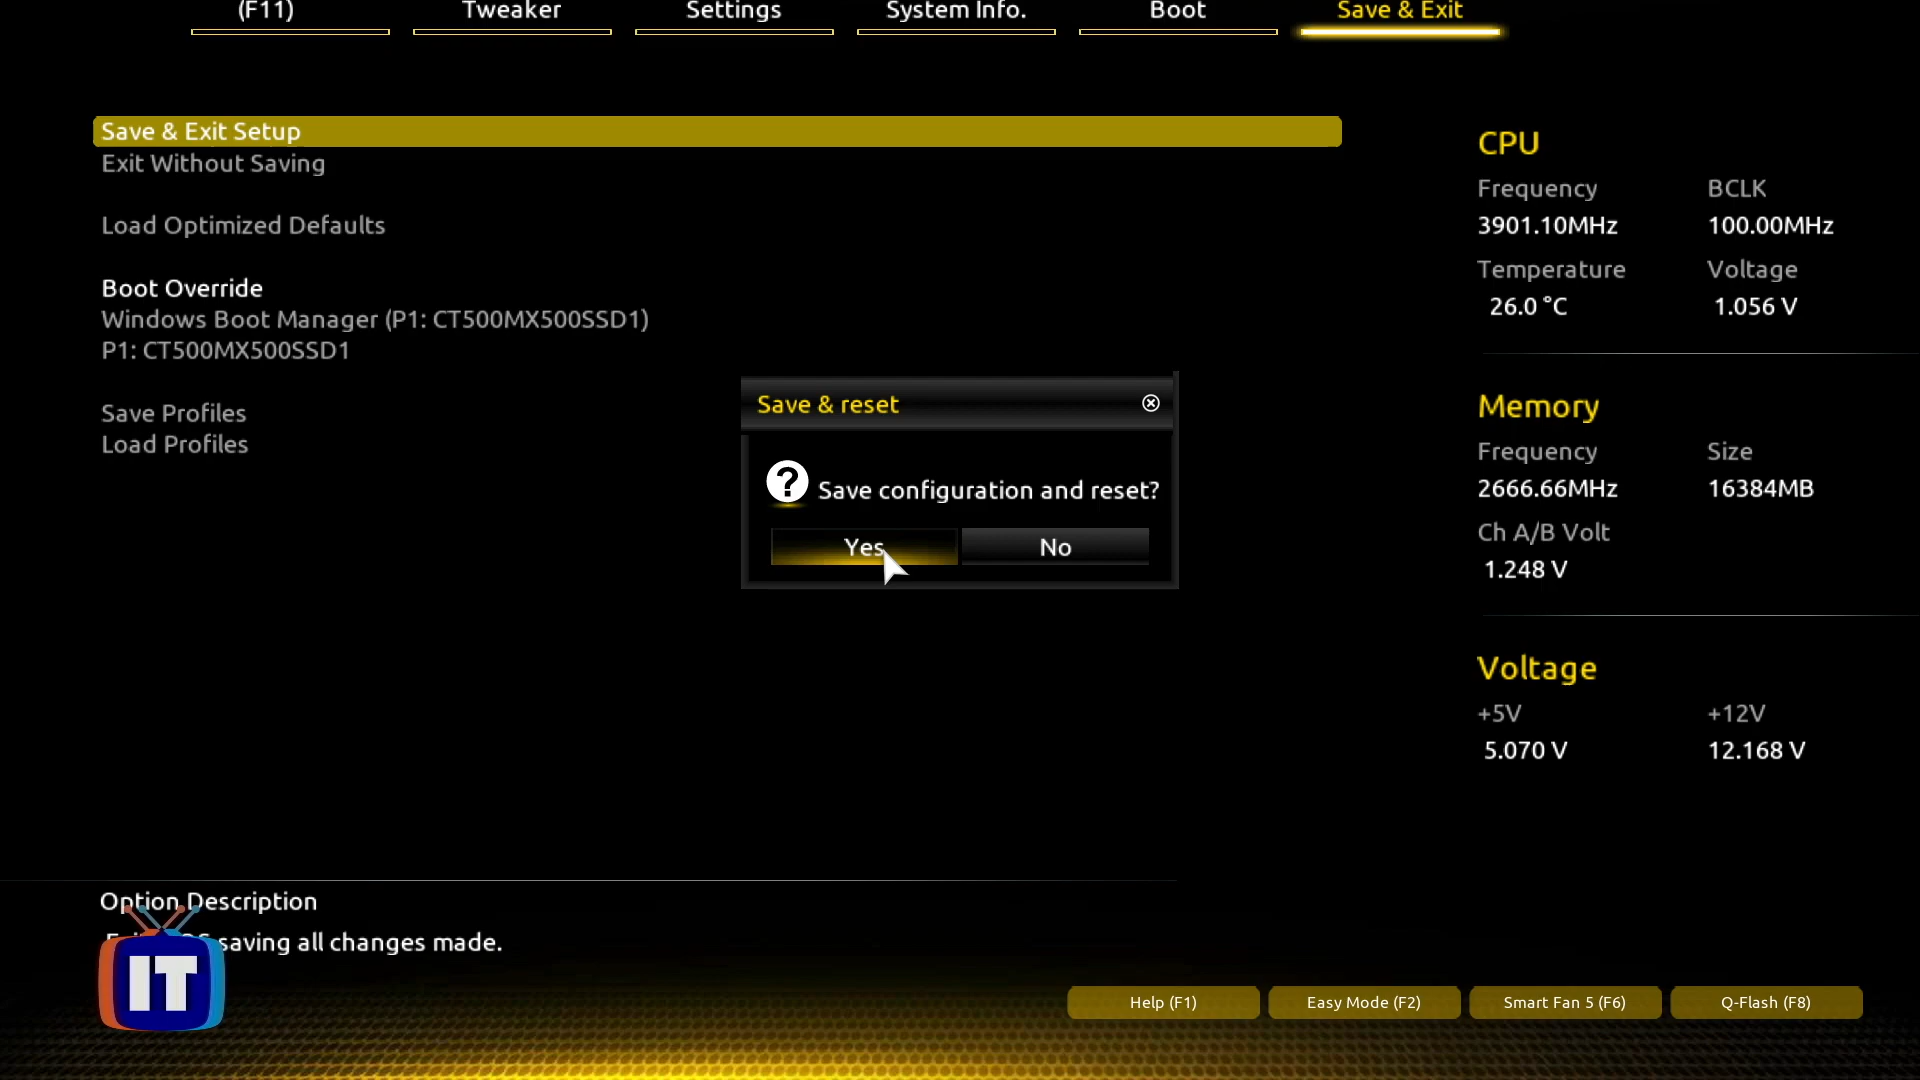 (F11)
Tweaker
Settings
System Info.
Boot
Save & Exit
Save & Exit Setup
Exit Without Saving
Load Optimized Defaults
Boot Override
Windows Boot Manager (P1: CT500MX500SSD1)
P1: CT500MX500SSD1
Save Profiles
Load Profiles
Save & reset
? Save configuration and reset?
Yes
No
CPU
Frequency BCLK
3901.10MHz 100.00MHz
Temperature Voltage
26.0 °C 1.056 V
Memory
Frequency Size
2666.66MHz 16384MB
Ch A/B Volt
1.248 V
Voltage
+5V +12V
5.070 V 12.168 V
Option Description
saving all changes made.
IT
Help (F1)
Easy Mode (F2)
Smart Fan 5 (F6)
Q-Flash (F8)